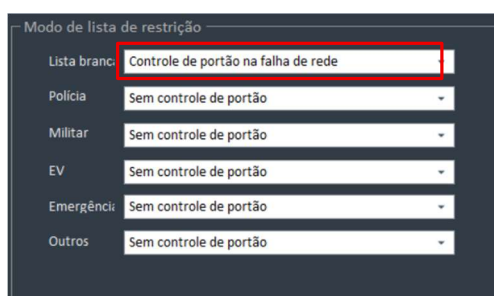 Modo de lista de restrição
Lista branca Controle de portão na falha de rede
Polícia Sem controle de portão
Militar Sem controle de portão
EV Sem controle de portão
Emergência Sem controle de portão
Outros Sem controle de portão